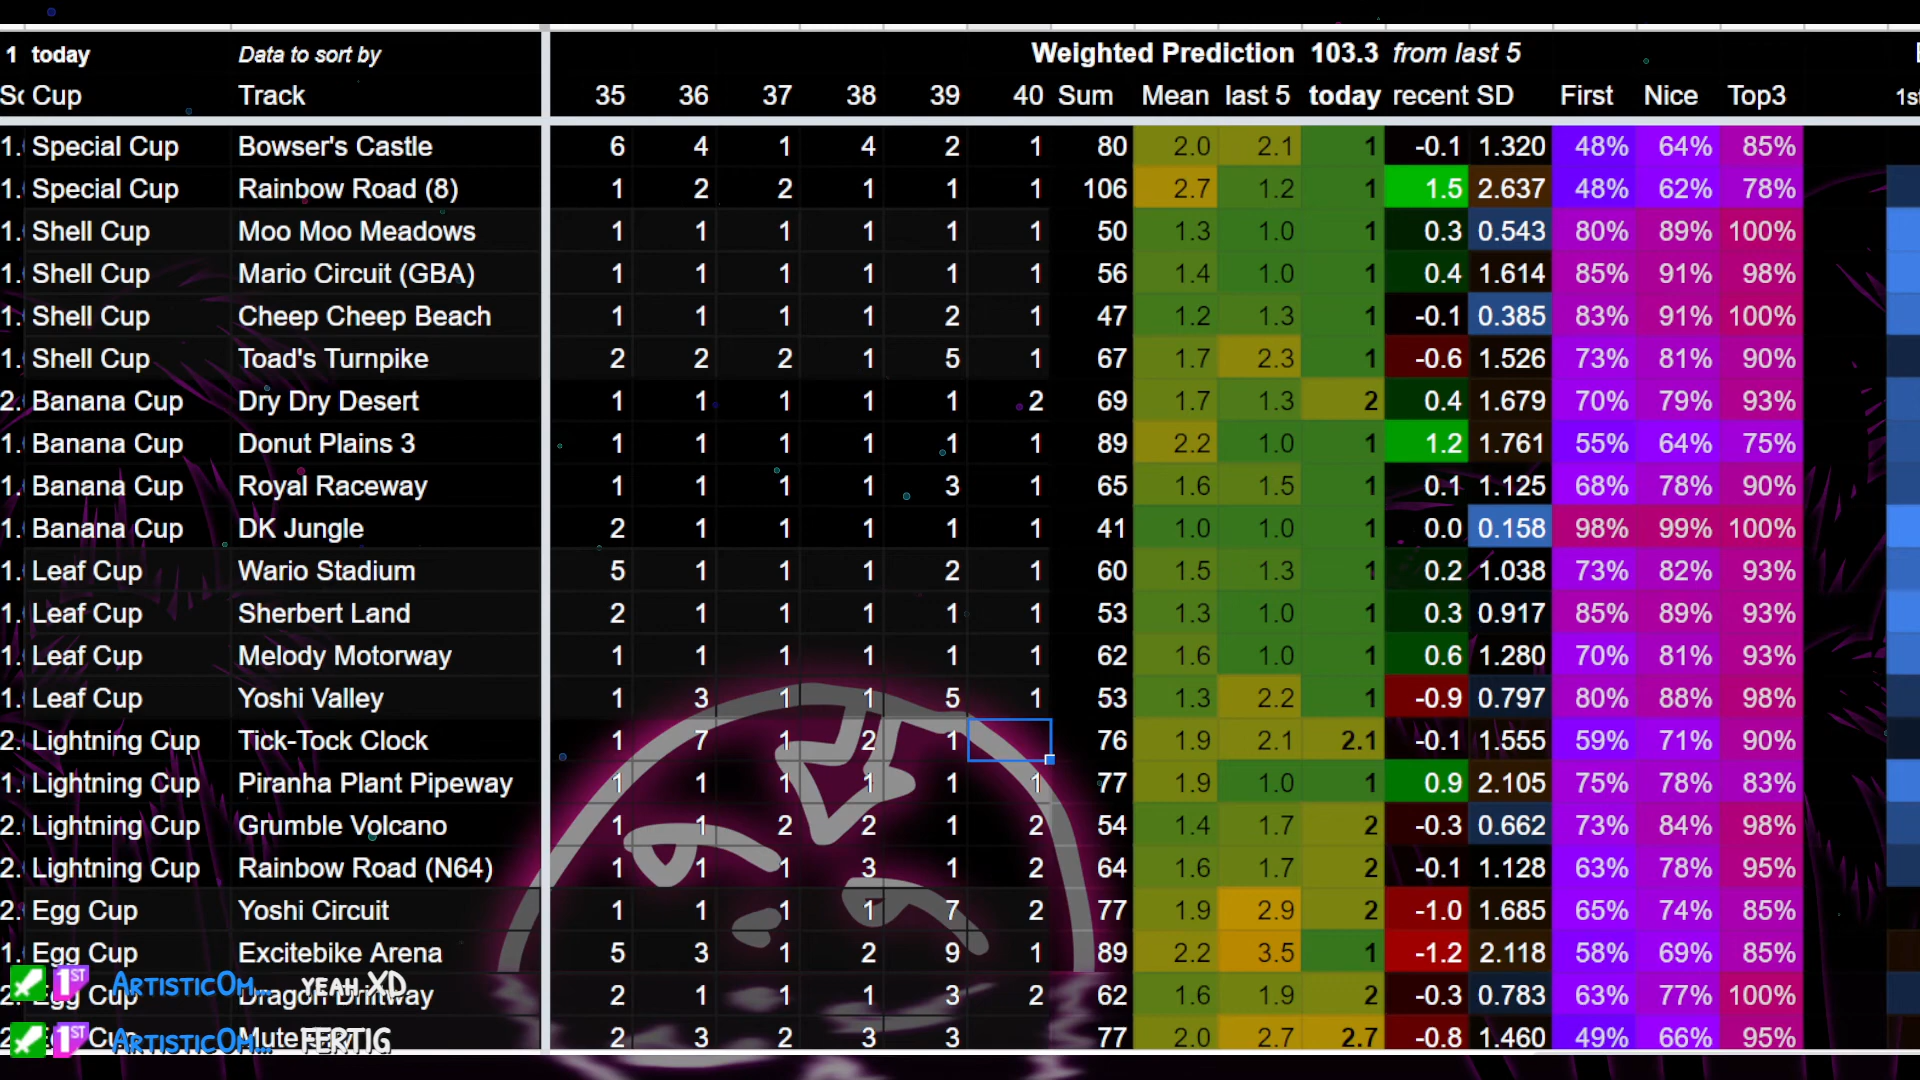 Weighted Prediction 103.3 from last 5
1 today Data to sort by
Cup Track 35 36 37 38 39 40 Sum Mean last 5 today recent SD First Nice Top3 1st
1. Special Cup Bowser's Castle 6 4 1 4 2 1 80 2.0 2.1 1 -0.1 1.320 48% 64% 85%
1. Special Cup Rainbow Road (8) 1 2 2 1 1 1 106 2.7 1.2 1 1.5 2.637 48% 62% 78%
1. Shell Cup Moo Moo Meadows 1 1 1 1 1 1 50 1.3 1.0 1 0.3 0.543 80% 89% 100%
1. Shell Cup Mario Circuit (GBA) 1 1 1 1 1 1 56 1.4 1.0 1 0.4 1.614 85% 91% 98%
1. Shell Cup Cheep Cheep Beach 1 1 1 1 2 1 47 1.2 1.3 1 -0.1 0.385 83% 91% 100%
1. Shell Cup Toad's Turnpike 2 2 2 1 5 1 67 1.7 2.3 1 -0.6 1.526 73% 81% 90%
2. Banana Cup Dry Dry Desert 1 1 1 1 1 2 69 1.7 1.3 2 0.4 1.679 70% 79% 93%
1. Banana Cup Donut Plains 3 1 1 1 1 1 1 89 2.2 1.0 1 1.2 1.761 55% 64% 75%
1. Banana Cup Royal Raceway 1 1 1 1 3 1 65 1.6 1.5 1 0.1 1.125 68% 78% 90%
1. Banana Cup DK Jungle 2 1 1 1 1 1 41 1.0 1.0 1 0.0 0.158 98% 99% 100%
1. Leaf Cup Wario Stadium 5 1 1 1 2 1 60 1.5 1.3 1 0.2 1.038 73% 82% 93%
1. Leaf Cup Sherbert Land 2 1 1 1 1 1 53 1.3 1.0 1 0.3 0.917 85% 89% 93%
1. Leaf Cup Melody Motorway 1 1 1 1 1 1 62 1.6 1.0 1 0.6 1.280 70% 81% 93%
1. Leaf Cup Yoshi Valley 1 3 1 1 5 1 53 1.3 2.2 1 -0.9 0.797 80% 88% 98%
2. Lightning Cup Tick-Tock Clock 1 7 1 2 1 76 1.9 2.1 2.1 -0.1 1.555 59% 71% 90%
1. Lightning Cup Piranha Plant Pipeway 1 1 1 1 1 1 77 1.9 1.0 1 0.9 2.105 75% 78% 83%
2. Lightning Cup Grumble Volcano 1 1 2 2 1 2 54 1.4 1.7 2 -0.3 0.662 73% 84% 98%
2. Lightning Cup Rainbow Road (N64) 1 1 1 3 1 2 64 1.6 1.7 2 -0.1 1.128 63% 78% 95%
2. Egg Cup Yoshi Circuit 1 1 1 1 7 2 77 1.9 2.9 2 -1.0 1.685 65% 74% 85%
1. Egg Cup Excitebike Arena 5 3 1 2 9 1 89 2.2 3.5 1 -1.2 2.118 58% 69% 85%
2. Egg Cup Dragon Driftway 2 1 1 1 3 2 62 1.6 1.9 2 -0.3 0.783 63% 77% 100%
1ST ArtisticOm... YEAH XD
2. Cup Mute 2 3 2 3 3 77 2.0 2.7 2.7 -0.8 1.460 49% 66% 95%
1ST ArtisticOm... FERTIG